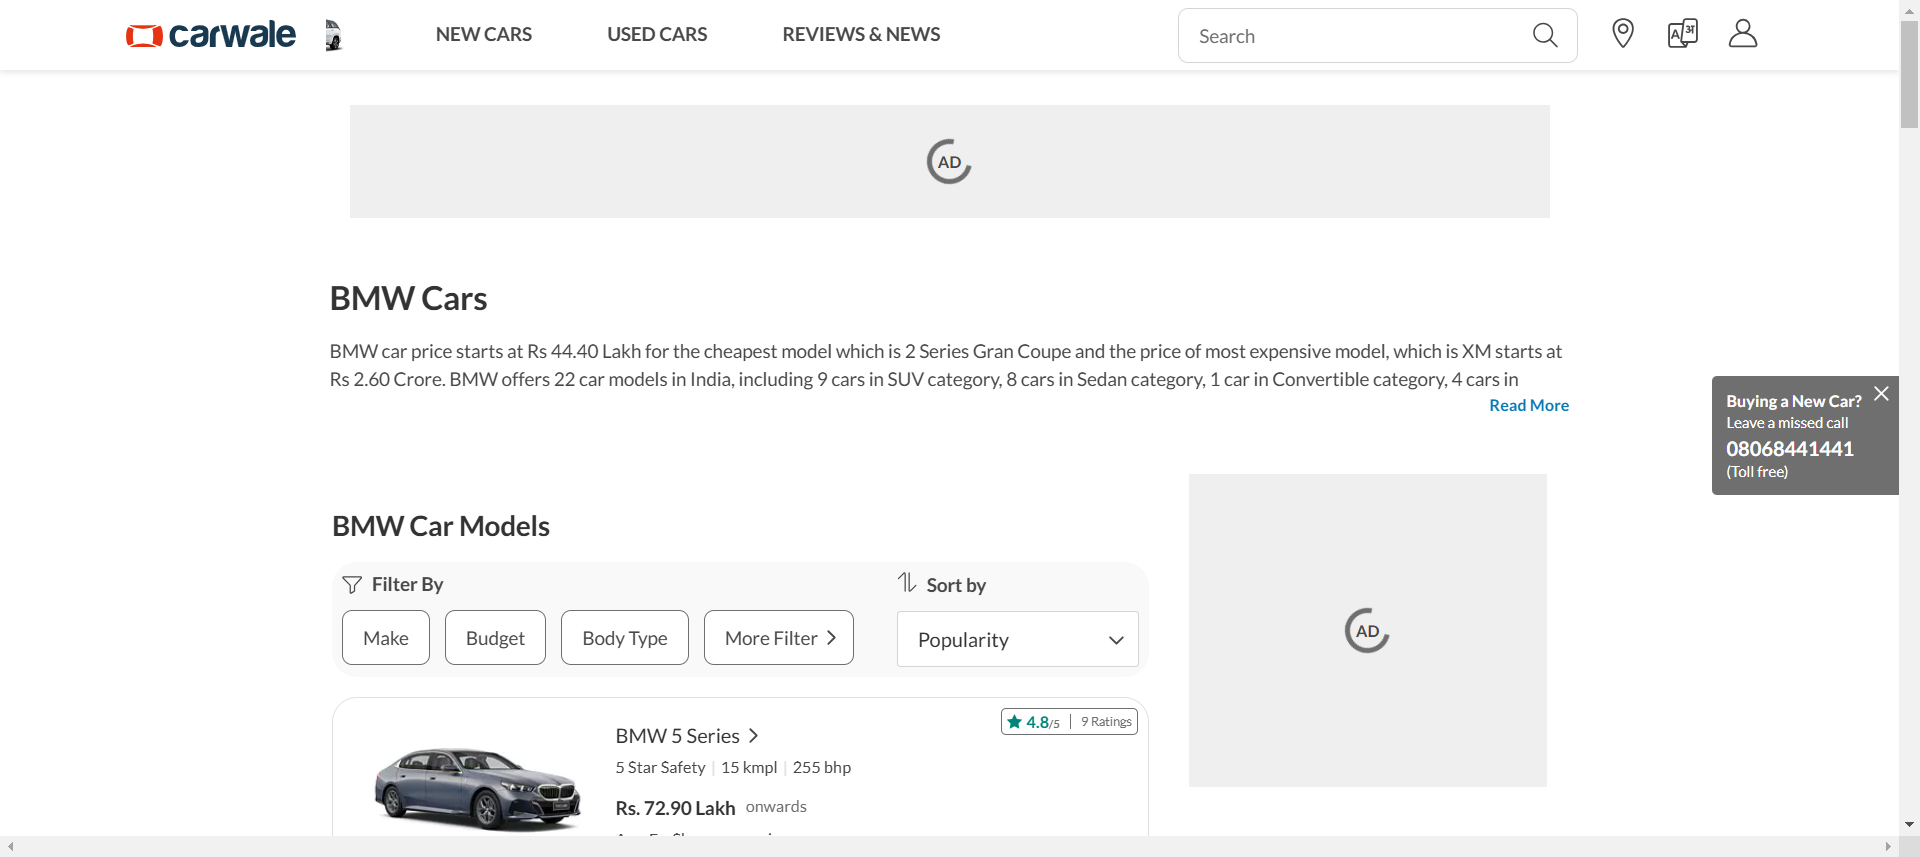 carwale
NEW CARS
USED CARS
REVIEWS & NEWS
Search
A अ
AD
BMW Cars
BMW car price starts at Rs 44.40 Lakh for the cheapest model which is 2 Series Gran Coupe and the price of most expensive model, which is XM starts at
Rs 2.60 Crore. BMW offers 22 car models in India, including 9 cars in SUV category, 8 cars in Sedan category, 1 car in Convertible category, 4 cars in
Read More
Buying a New Car?
Leave a missed call
08068441441
(Toll free)
BMW Car Models
Filter By
Sort by
Make
Budget
Body Type
More Filter
Popularity
AD
4.8/5 | 9 Ratings
BMW 5 Series
5 Star Safety | 15 kmpl | 255 bhp
Rs. 72.90 Lakh onwards